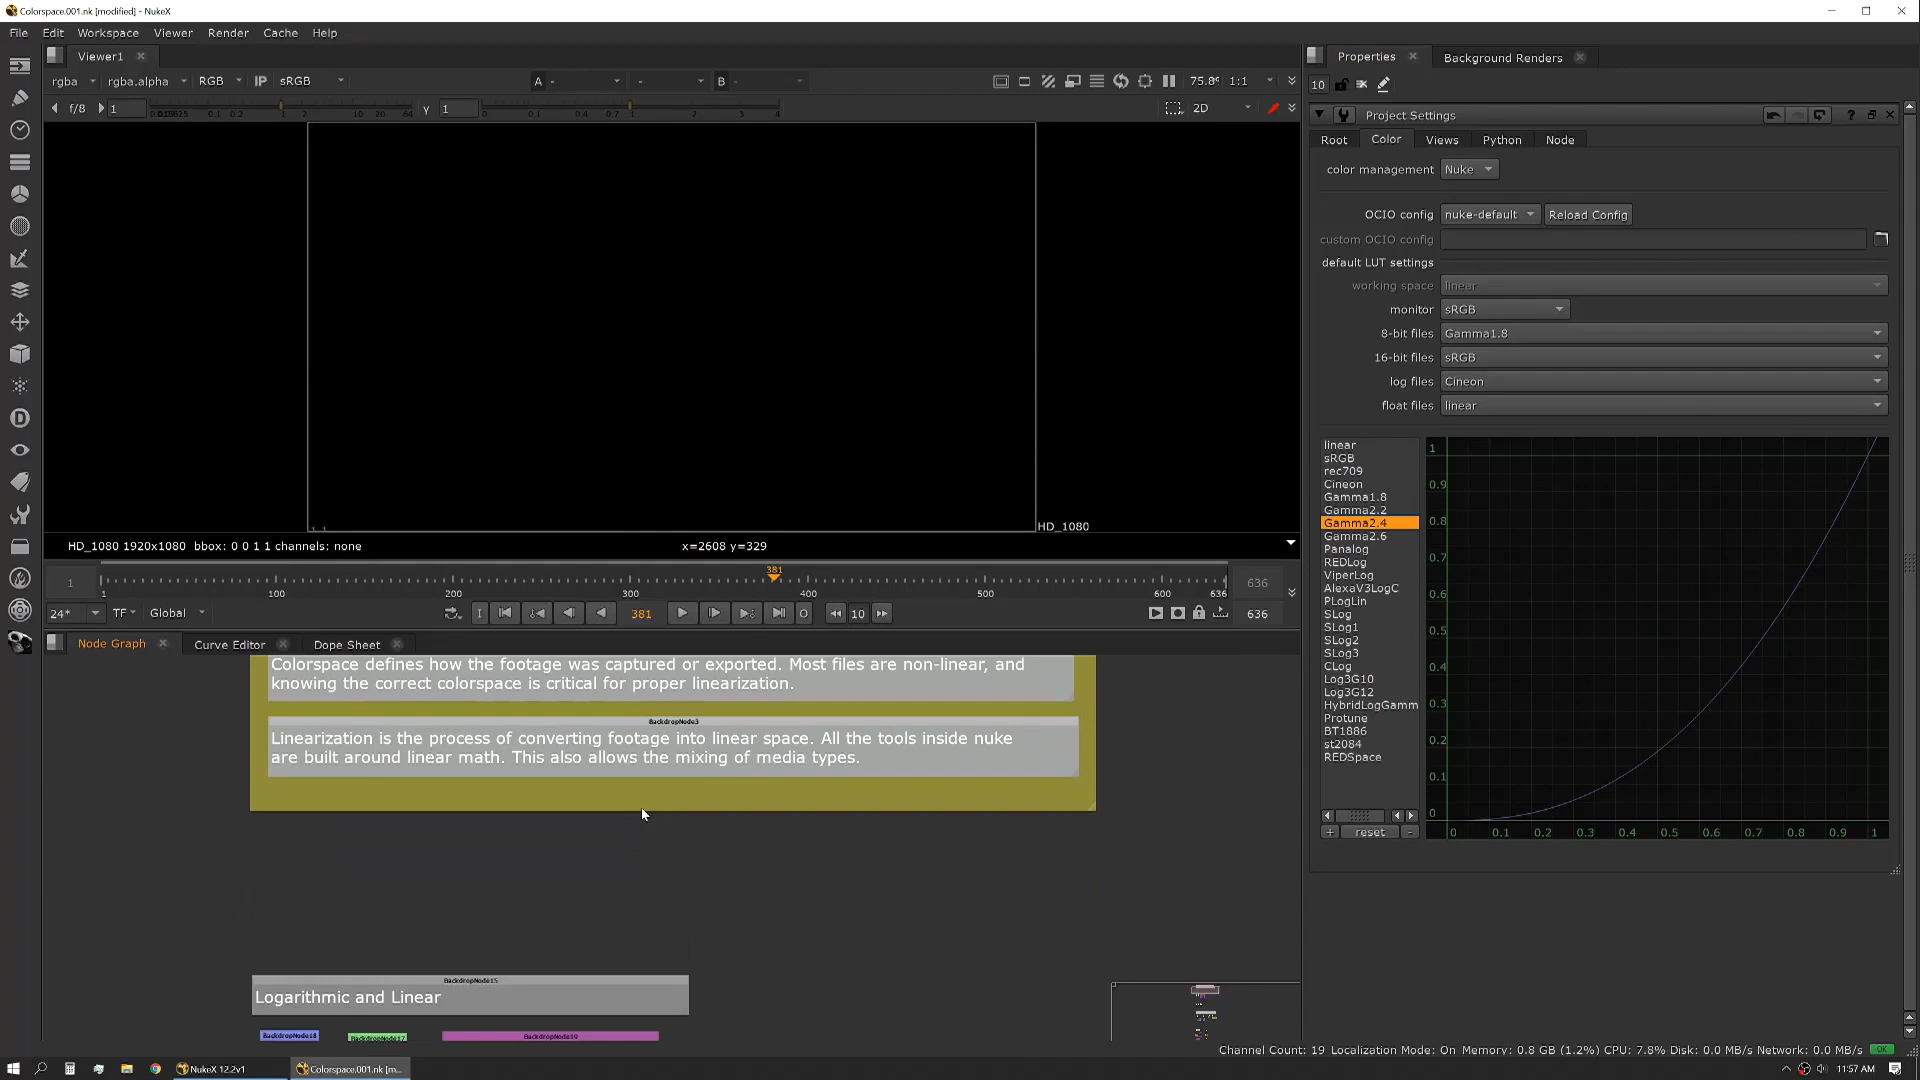 Colorspace.001.nk [modified] - NukeX
File Edit Workspace Viewer Render Cache Help
Viewer1
rgba rgba.alpha RGB IP sRGB A - - B - 75.8% 1:1
f/8 1 γ 1 2D
HD_1080
HD_1080 1920x1080 bbox: 0 0 1 1 channels: none x=2608 y=329
381
1 636
1 100 200 300 400 500 600 636
24* TF Global I 381 O 10 636
Node Graph Curve Editor Dope Sheet
Colorspace defines how the footage was captured or exported. Most files are non-linear, and
knowing the correct colorspace is critical for proper linearization.
BackdropNode3
Linearization is the process of converting footage into linear space. All the tools inside nuke
are built around linear math. This also allows the mixing of media types.
BackdropNode15
Logarithmic and Linear
BackdropNode18 BackdropNode17 BackdropNode19
Properties Background Renders
10
Project Settings
?
Root Color Views Python Node
color management Nuke
OCIO config nuke-default Reload Config
custom OCIO config
default LUT settings
working space linear
monitor sRGB
8-bit files Gamma1.8
16-bit files sRGB
log files Cineon
float files linear
linear
sRGB
rec709
Cineon
Gamma1.8
Gamma2.2
Gamma2.4
Gamma2.6
Panalog
REDLog
ViperLog
AlexaV3LogC
PLogLin
SLog
SLog1
SLog2
SLog3
CLog
Log3G10
Log3G12
HybridLogGamm
Protune
BT1886
st2084
REDSpace
+ reset -
1
0.9
0.8
0.7
0.6
0.5
0.4
0.3
0.2
0.1
0
0 0.1 0.2 0.3 0.4 0.5 0.6 0.7 0.8 0.9 1
Channel Count: 19 Localization Mode: On Memory: 0.8 GB (1.2%) CPU: 7.8% Disk: 0.0 MB/s Network: 0.0 MB/s OK
NukeX 12.2v1 Colorspace.001.nk [m... 11:57 AM